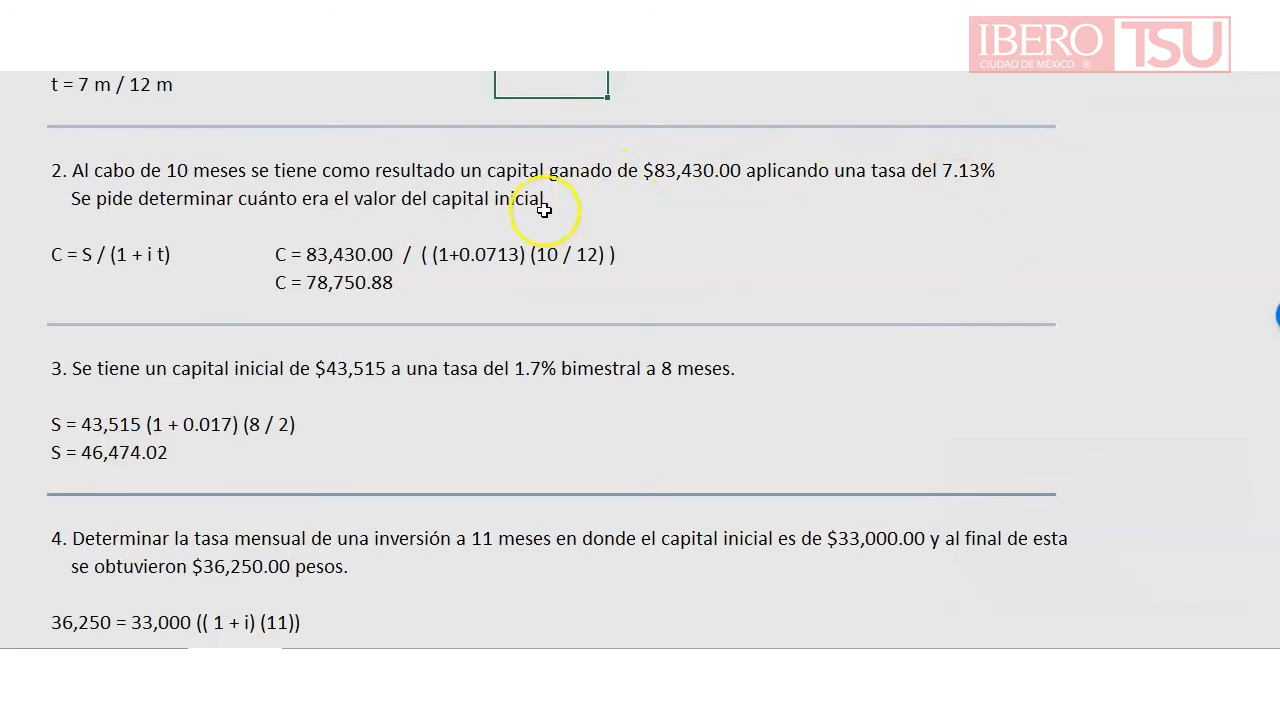 IBERO TSU
CIUDAD DE MÉXICO ®
t = 7 m / 12 m
2. Al cabo de 10 meses se tiene como resultado un capital ganado de $83,430.00 aplicando una tasa del 7.13%
Se pide determinar cuánto era el valor del capital inicial.
C = S / (1 + i t) C = 83,430.00 / ( (1+0.0713) (10 / 12) )
C = 78,750.88
3. Se tiene un capital inicial de $43,515 a una tasa del 1.7% bimestral a 8 meses.
S = 43,515 (1 + 0.017) (8 / 2)
S = 46,474.02
4. Determinar la tasa mensual de una inversión a 11 meses en donde el capital inicial es de $33,000.00 y al final de esta
se obtuvieron $36,250.00 pesos.
36,250 = 33,000 (( 1 + i) (11))